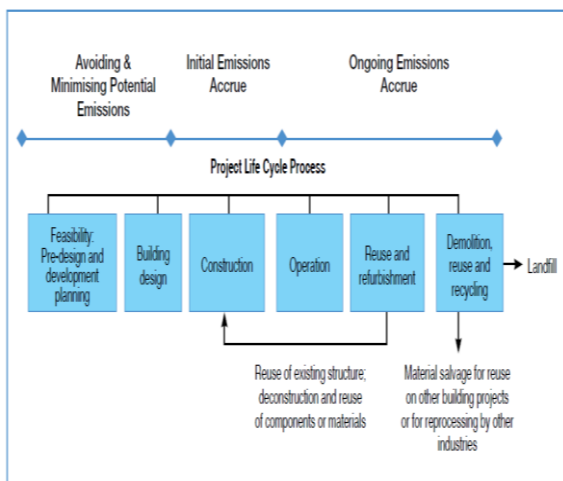 Avoiding &
Minimising Potential
Emissions
Initial Emissions
Accrue
Ongoing Emissions
Accrue
Project Life Cycle Process
Feasibility:
Pre-design and
development
planning
Building
design
Construction
Operation
Reuse and
refurbishment
Demolition,
reuse and
recycling
Landfill
Reuse of existing structure;
deconstruction and reuse
of components or materials
Material salvage for reuse
on other building projects
or for reprocessing by other
industries